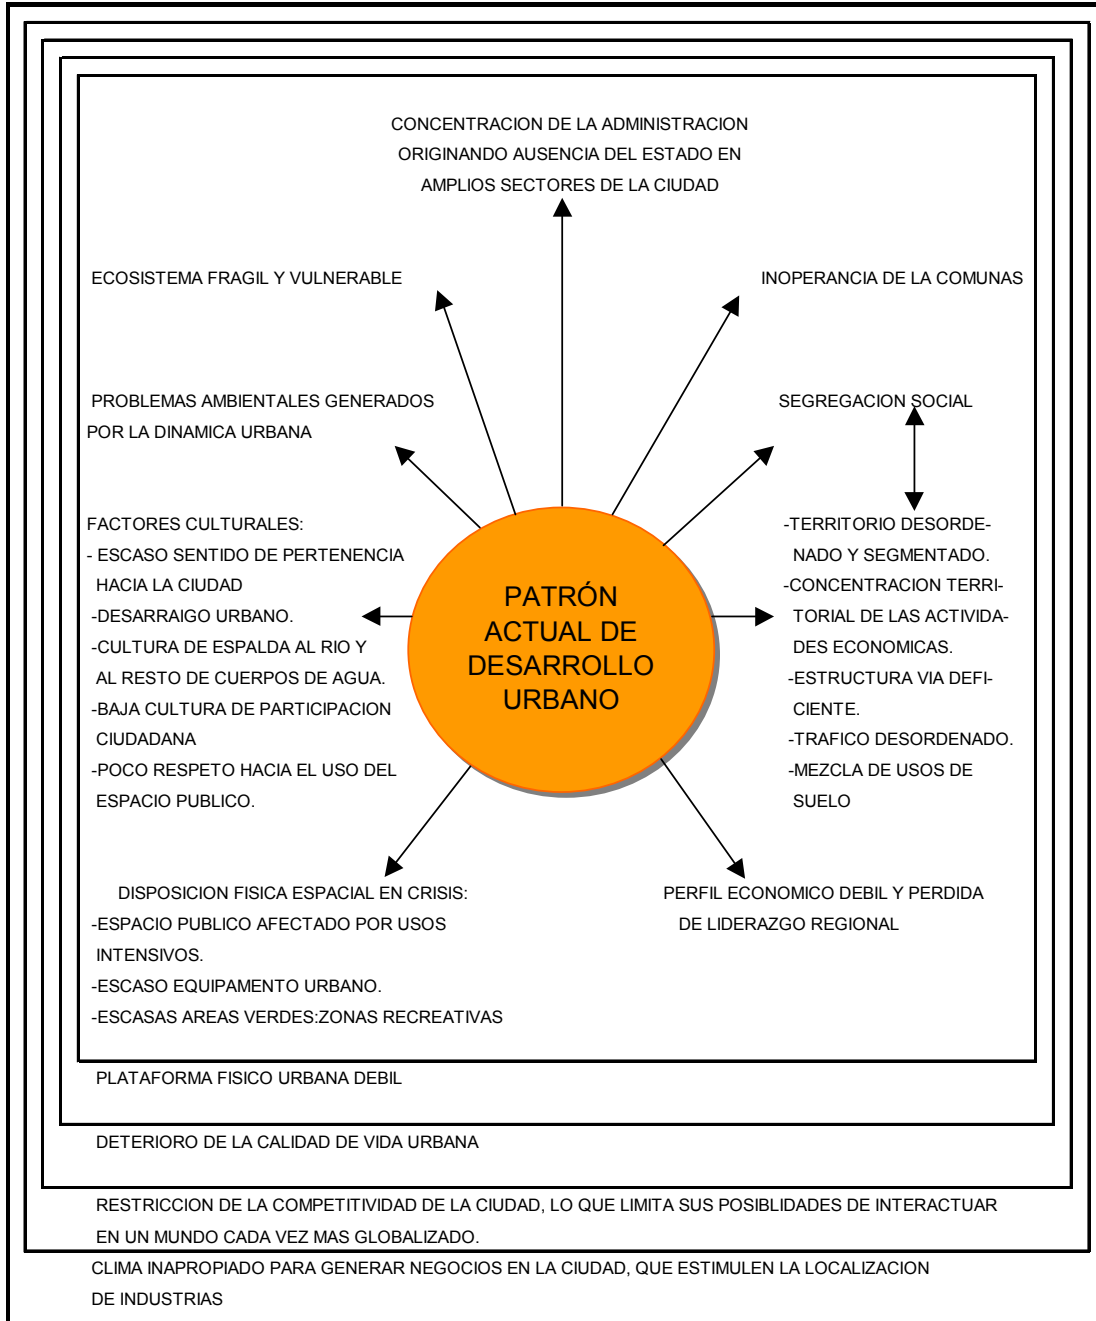 CONCENTRACION DE LA ADMINISTRACION
ORIGINANDO AUSENCIA DEL ESTADO EN
AMPLIOS SECTORES DE LA CIUDAD
ECOSISTEMA FRAGIL Y VULNERABLE
INOPERANCIA DE LA COMUNAS
PROBLEMAS AMBIENTALES GENERADOS
POR LA DINAMICA URBANA
SEGREGACION SOCIAL
FACTORES CULTURALES:
- ESCASO SENTIDO DE PERTENENCIA
HACIA LA CIUDAD
-DESARRAIGO URBANO.
-CULTURA DE ESPALDA AL RIO Y
AL RESTO DE CUERPOS DE AGUA.
-BAJA CULTURA DE PARTICIPACION
CIUDADANA
-POCO RESPETO HACIA EL USO DEL
ESPACIO PUBLICO.
PATRÓN
ACTUAL DE
DESARROLLO
URBANO
-TERRITORIO DESORDE-
NADO Y SEGMENTADO.
-CONCENTRACION TERRI-
TORIAL DE LAS ACTIVIDA-
DES ECONOMICAS.
-ESTRUCTURA VIA DEFI-
CIENTE.
-TRAFICO DESORDENADO.
-MEZCLA DE USOS DE
SUELO
DISPOSICION FISICA ESPACIAL EN CRISIS:
-ESPACIO PUBLICO AFECTADO POR USOS
INTENSIVOS.
-ESCASO EQUIPAMENTO URBANO.
-ESCASAS AREAS VERDES:ZONAS RECREATIVAS
PERFIL ECONOMICO DEBIL Y PERDIDA
DE LIDERAZGO REGIONAL
PLATAFORMA FISICO URBANA DEBIL
DETERIORO DE LA CALIDAD DE VIDA URBANA
RESTRICCION DE LA COMPETITIVIDAD DE LA CIUDAD, LO QUE LIMITA SUS POSIBLIDADES DE INTERACTUAR
EN UN MUNDO CADA VEZ MAS GLOBALIZADO.
CLIMA INAPROPIADO PARA GENERAR NEGOCIOS EN LA CIUDAD, QUE ESTIMULEN LA LOCALIZACION
DE INDUSTRIAS